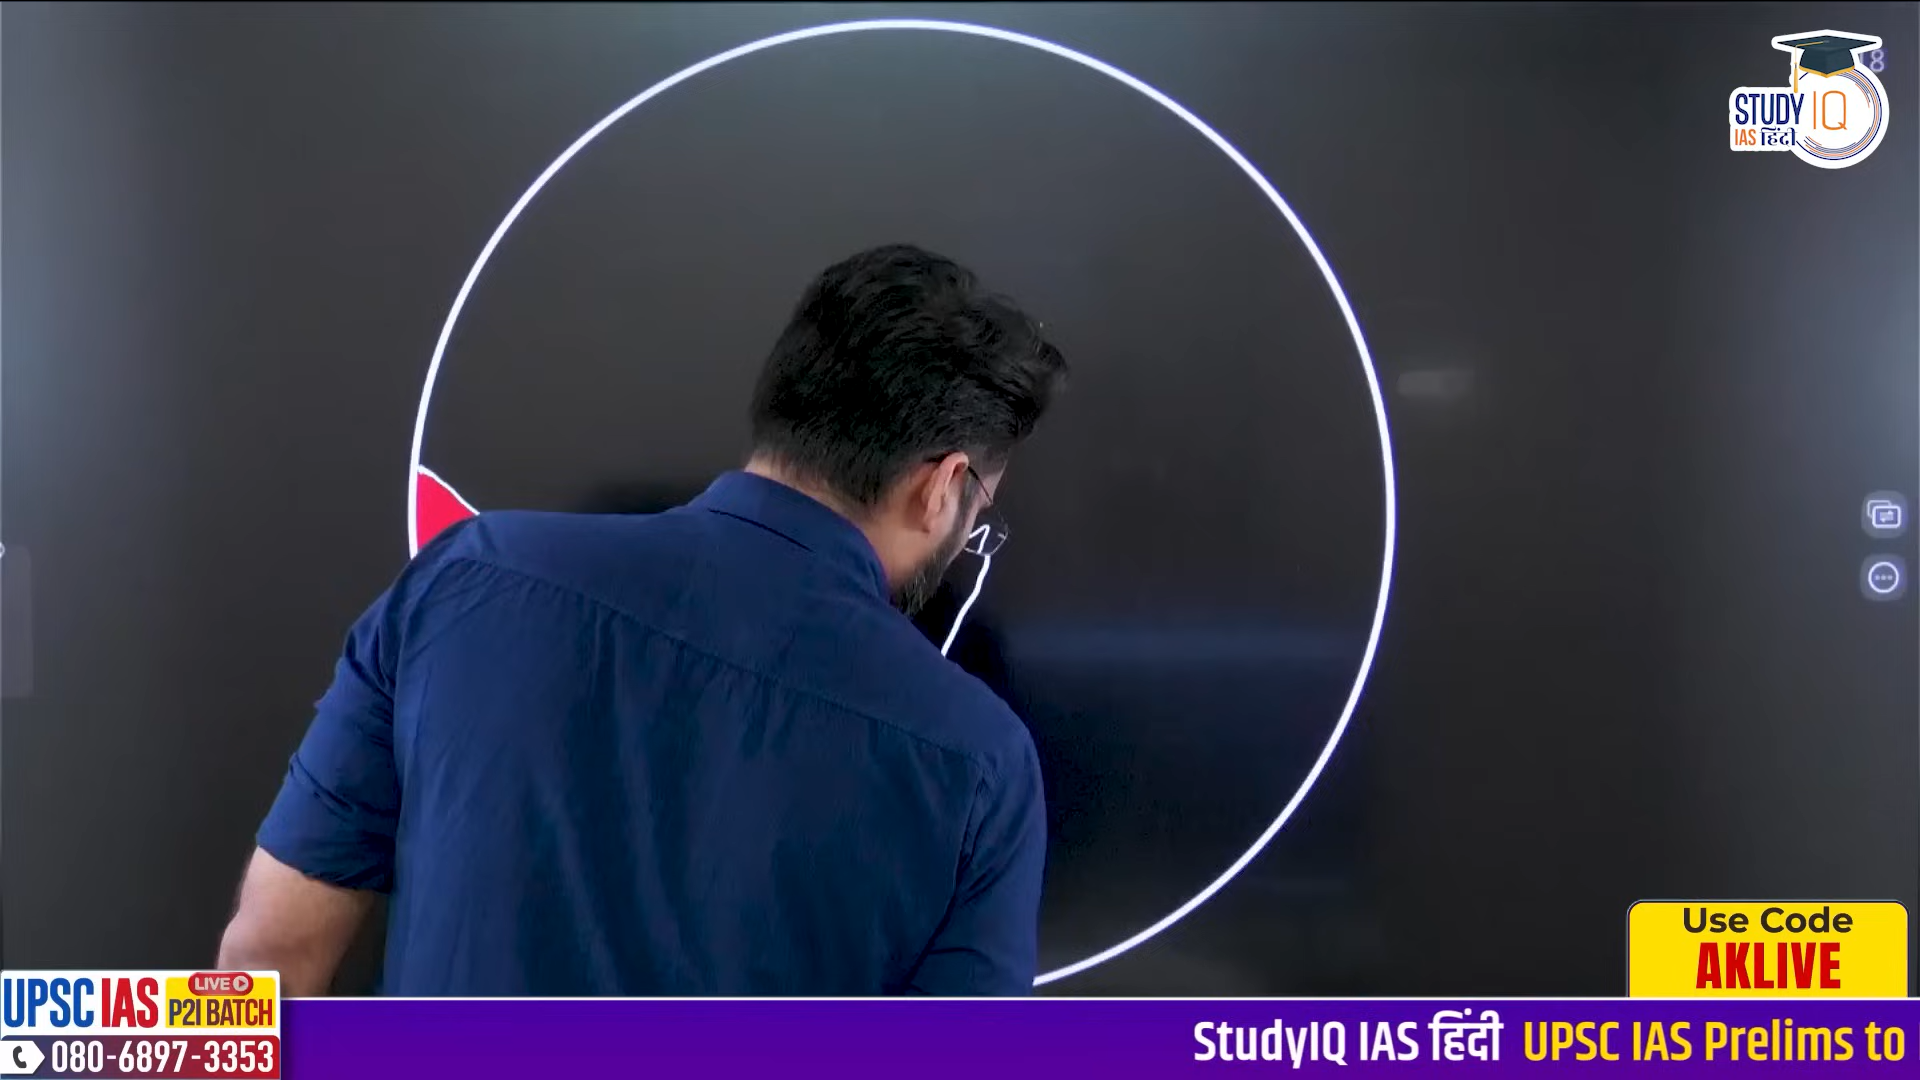 STUDY IQ
IAS हिंदी
Use Code
AKLIVE
UPSC IAS
LIVE
P2I BATCH
080-6897-3353
StudyIQ IAS हिंदी UPSC IAS Prelims to